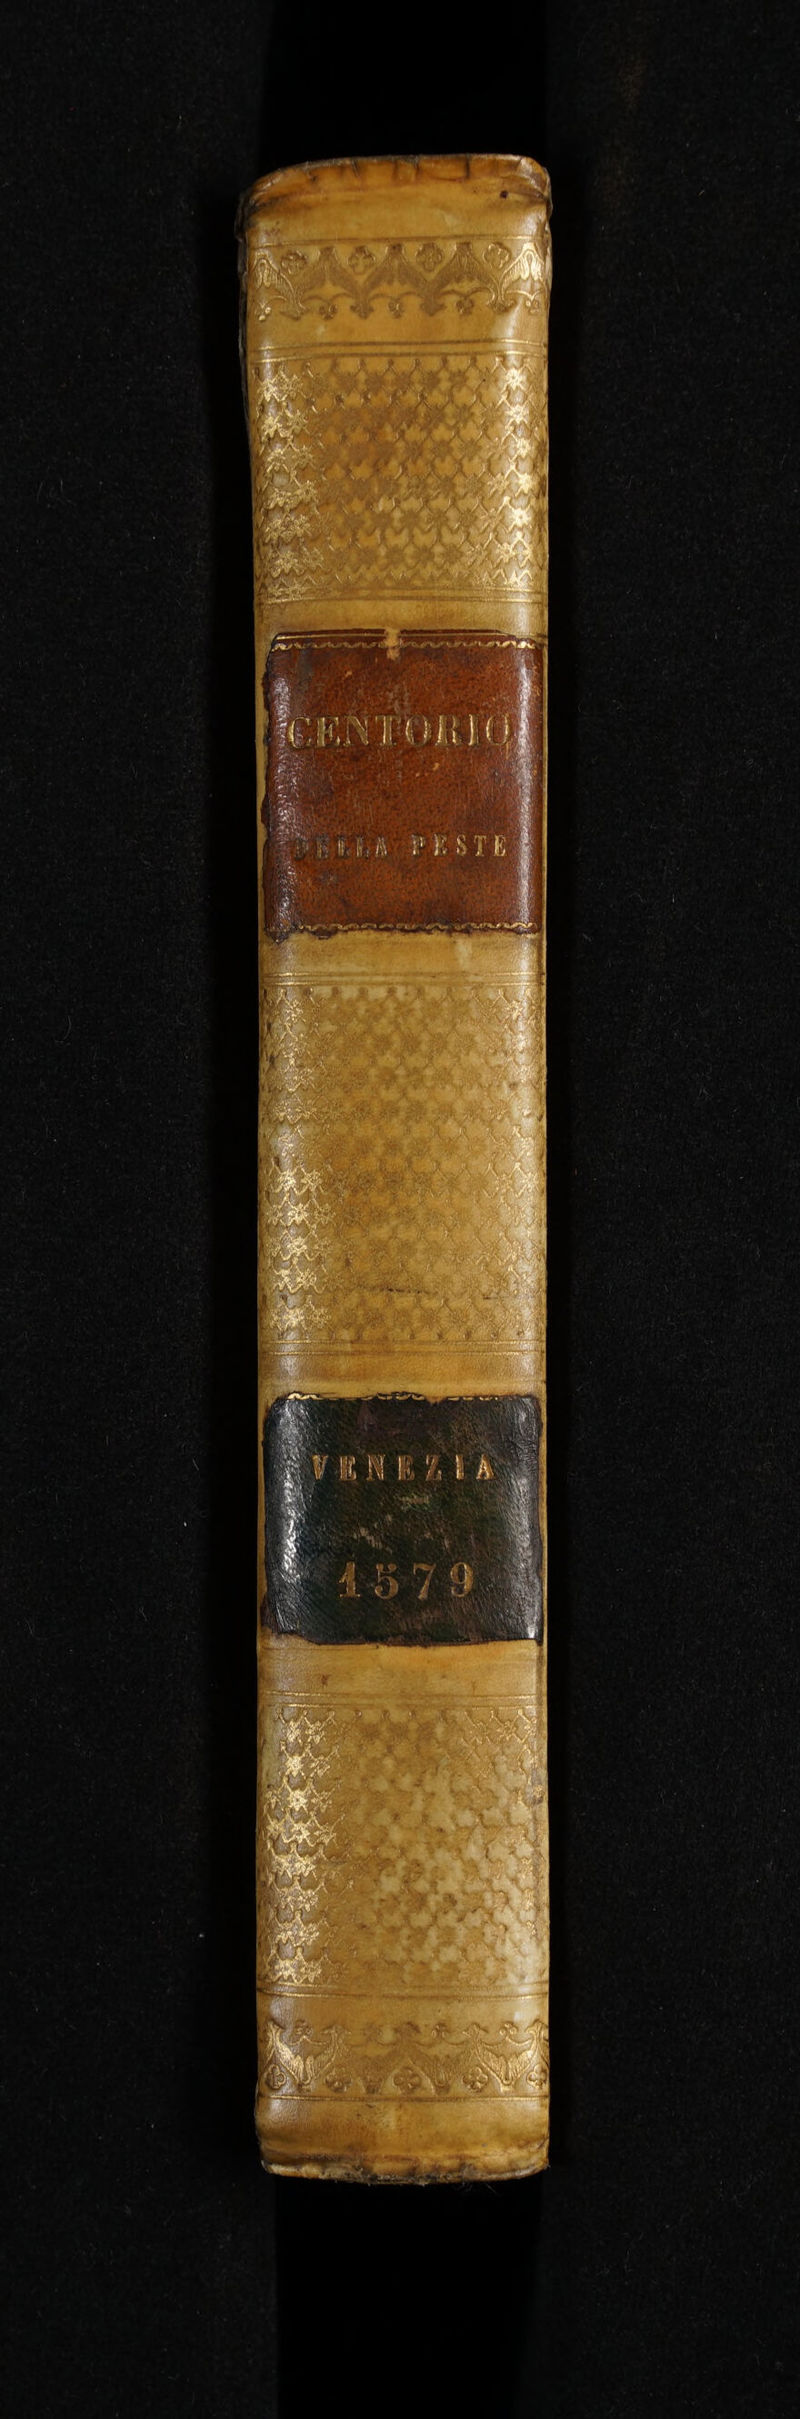 CENTORIO
DELLA PESTE
VENEZIA
1579